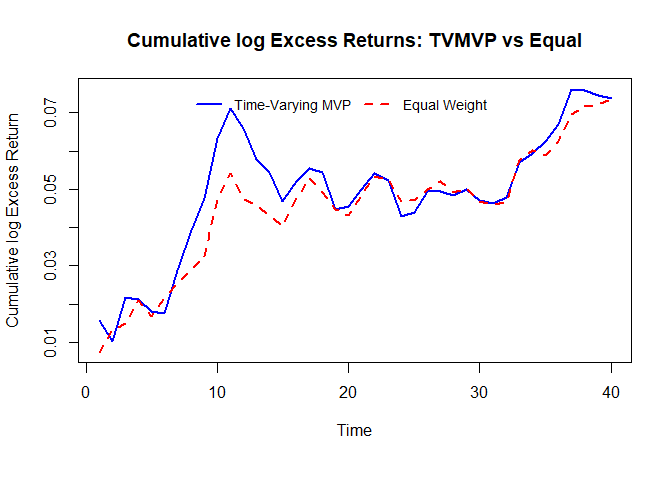 Cumulative log Excess Returns: TVMVP vs Equal
Time-Varying MVP Equal Weight
Cumulative log Excess Return
0.07
0.05
0.03
0.01
0 10 20 30 40
Time